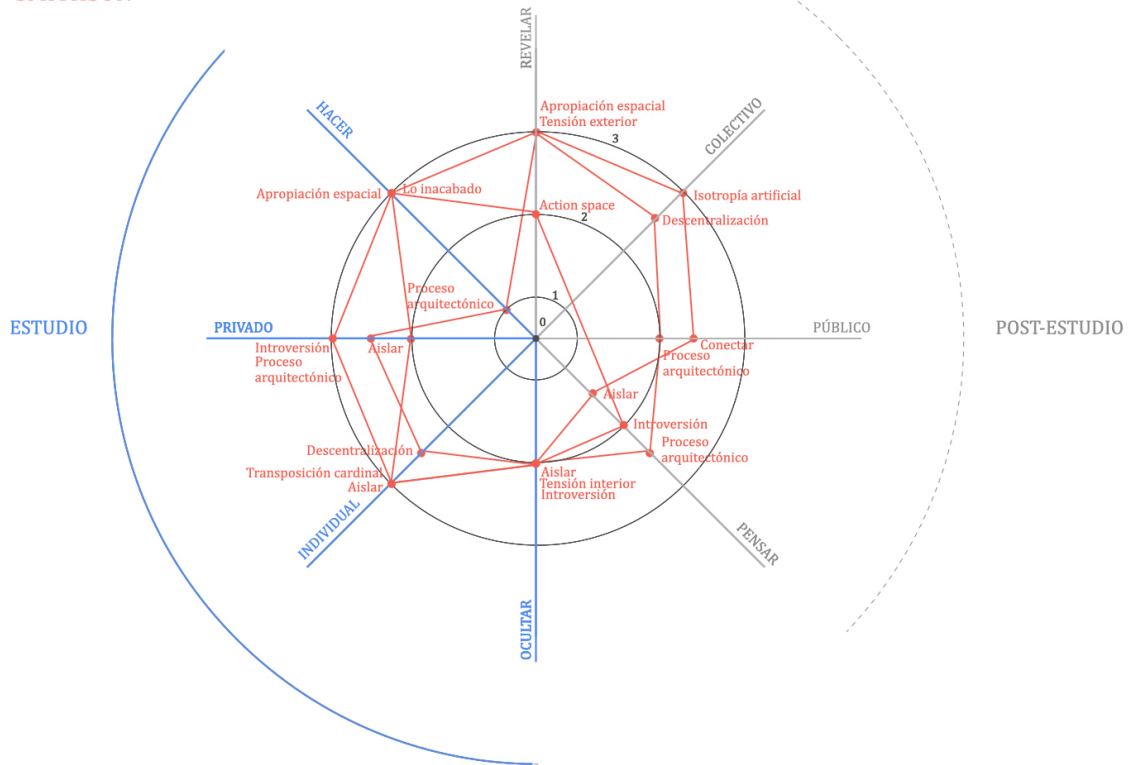 REVELAR
HACER
COLECTIVO
Apropiación espacial
Tensión exterior
3
Apropiación espacial
Lo inacabado
Isotropía artificial
Action space
2
Descentralización
Proceso
arquitectónico
1
0
ESTUDIO
PRIVADO
PÚBLICO
POST-ESTUDIO
Introversión
Proceso
arquitectónico
Aislar
Conectar
Proceso
arquitectónico
Aislar
Introversión
Descentralización
Proceso
arquitectónico
Transposición cardinal
Aislar
Aislar
Tensión interior
Introversión
INDIVIDUAL
PENSAR
OCULTAR